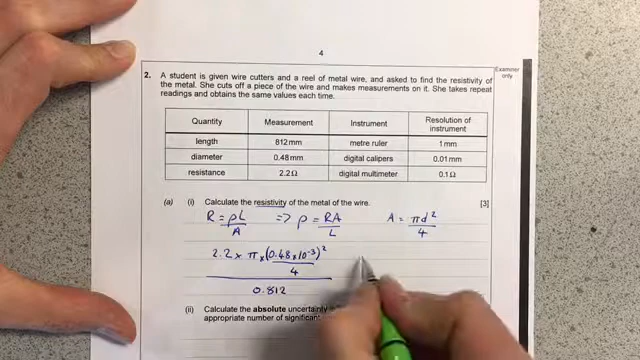 4
Examiner
only
2. A student is given wire cutters and a reel of metal wire, and asked to find the resistivity of
the metal. She cuts off a piece of the wire and makes measurements on it. She takes repeat
readings and obtains the same values each time.
Quantity Measurement Instrument Resolution of instrument
length 812 mm metre ruler 1 mm
diameter 0.48 mm digital calipers 0.01 mm
resistance 2.2 Ω digital multimeter 0.1 Ω
(a) (i) Calculate the resistivity of the metal of the wire. [3]
R = ρL/A => ρ = RA/L A = πd²/4
2.2 × π × (0.48 × 10⁻³)²/4
0.812
(ii) Calculate the absolute uncertainty
appropriate number of significant